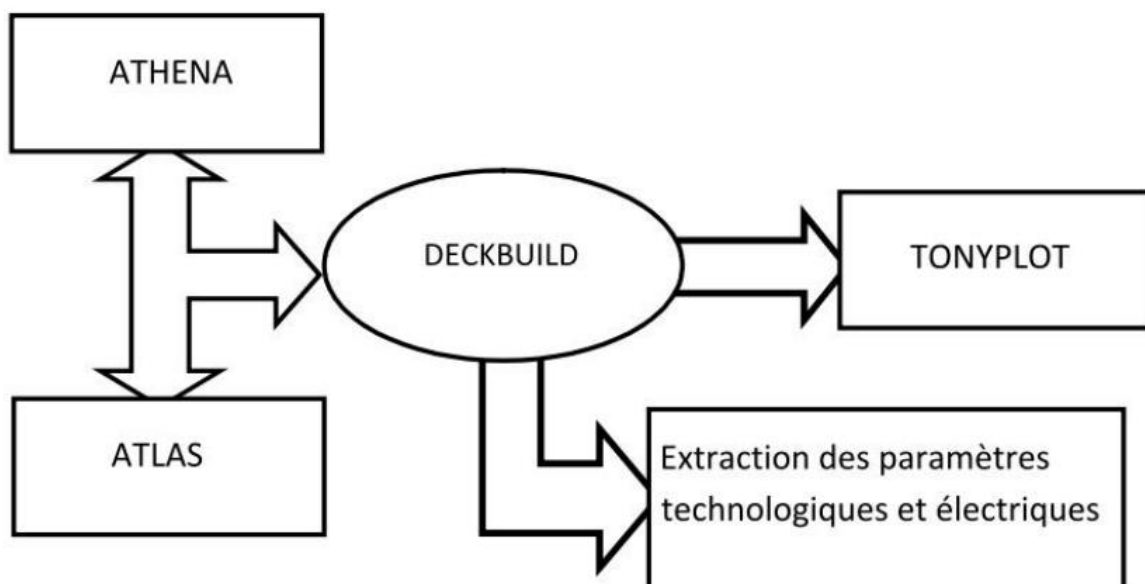 ATHENA
DECKBUILD
TONYPLOT
ATLAS
Extraction des paramètres
technologiques et électriques